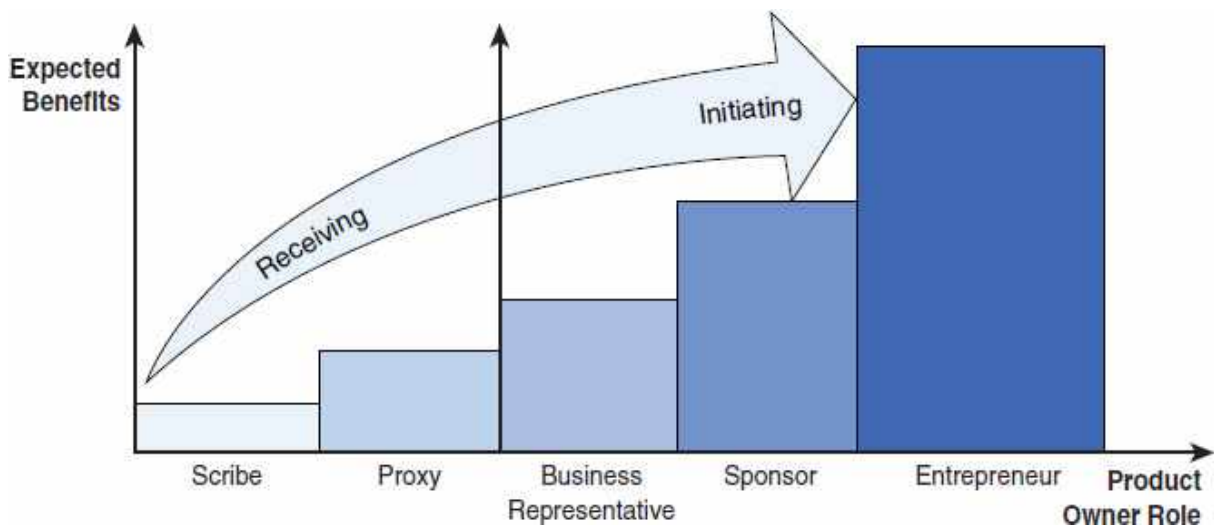 Expected
Benefits
Initiating
Receiving
Scribe
Proxy
Business
Representative
Sponsor
Entrepreneur
Product
Owner Role